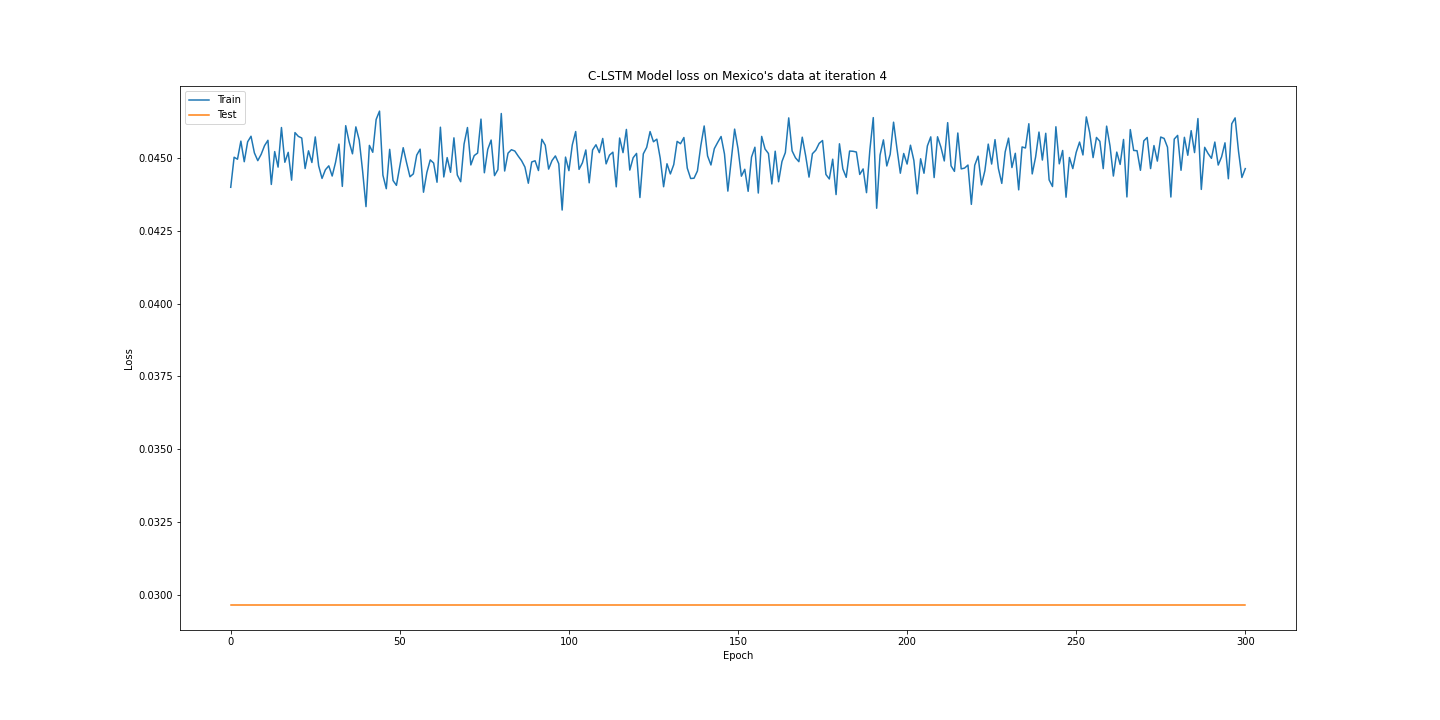 C-LSTM Model loss on Mexico's data at iteration 4
Train
Test
0.0450
0.0425
0.0400
0.0375
0.0350
0.0325
0.0300
Loss
0 50 100 150 200 250 300
Epoch